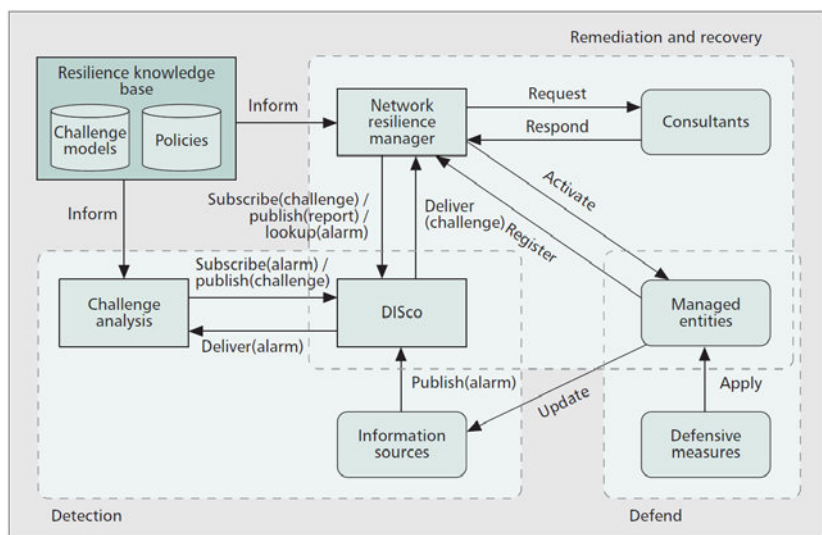 Remediation and recovery
Resilience knowledge
base
Challenge
models
Policies
Inform
Network
resilience
manager
Request
Respond
Consultants
Inform
Subscribe(challenge) /
publish(report) /
lookup(alarm)
Deliver
(challenge)
Activate
Register
Challenge
analysis
Subscribe(alarm) /
publish(challenge)
Deliver(alarm)
DISco
Managed
entities
Publish(alarm)
Update
Apply
Information
sources
Defensive
measures
Detection
Defend